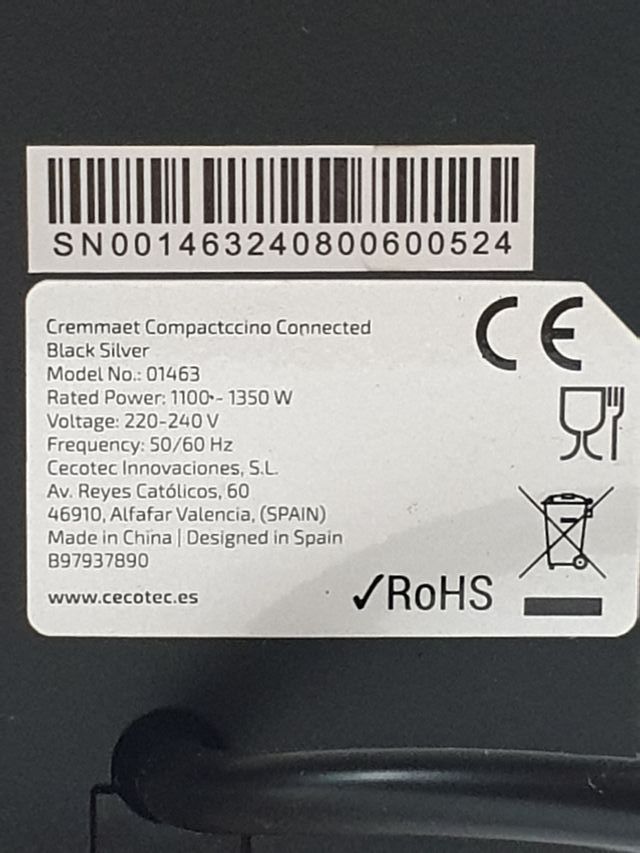 SN001463240800600524
Cremmaet Compactccino Connected
Black Silver
Model No.: 01463
Rated Power: 1100~- 1350 W
Voltage: 220-240 V
Frequency: 50/60 Hz
Cecotec Innovaciones, S.L.
Av. Reyes Católicos, 60
46910, Alfafar Valencia, (SPAIN)
Made in China | Designed in Spain
B97937890
www.cecotec.es
CE
✓RoHS